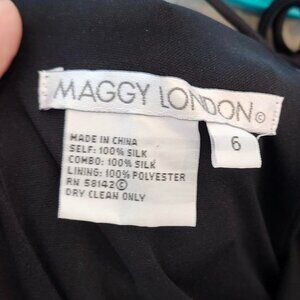 MAGGY LONDON©
6
MADE IN CHINA
SELF: 100% SILK
COMBO: 100% SILK
LINING: 100% POLYESTER
RN 58142©
DRY CLEAN ONLY